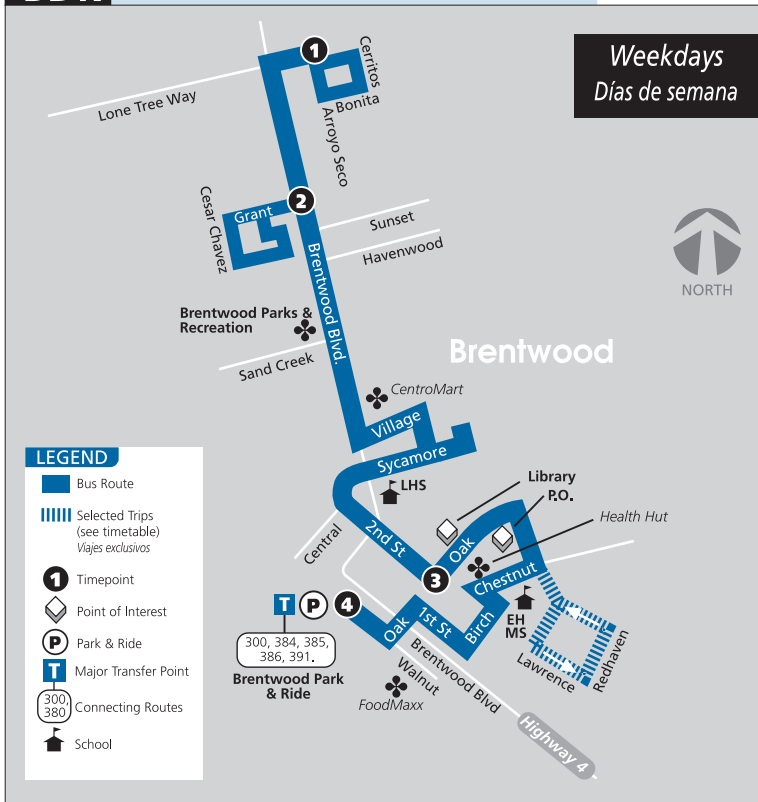 Weekdays
Días de semana
1
Cerritos
Bonita
Lone Tree Way
Arroyo Seco
2
Grant
Cesar Chavez
Sunset
Havenwood
NORTH
Brentwood Blvd.
Brentwood Parks &
Recreation
Sand Creek
Brentwood
CentroMart
Village
Sycamore
LHS
Library
P.O.
Health Hut
Central
2nd St
Oak
3
Chestnut
EH
MS
T
P
4
Oak
1st St
Birch
Lawrence
Redhaven
300, 384, 385,
386, 391.
Brentwood Park
& Ride
Walnut
Brentwood Blvd
FoodMaxx
Highway 4
LEGEND
Bus Route
Selected Trips
(see timetable)
Viajes exclusivos
1
Timepoint
Point of Interest
P
Park & Ride
T
Major Transfer Point
300,
380
Connecting Routes
School